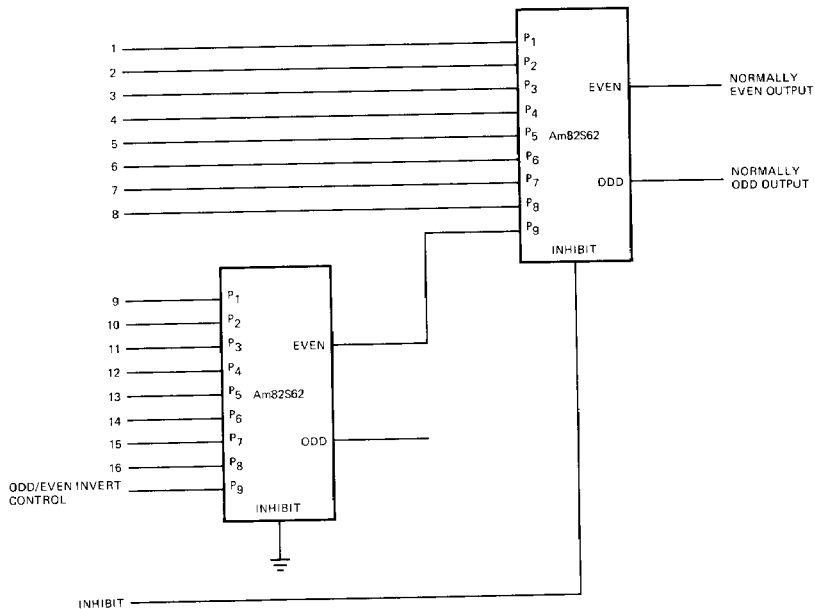 1
2
3
4
5
6
7
8
P1
P2
P3
P4
P5
P6
P7
P8
P9
Am82S62
EVEN
ODD
INHIBIT
NORMALLY
EVEN OUTPUT
NORMALLY
ODD OUTPUT
9
10
11
12
13
14
15
16
ODD/EVEN INVERT
CONTROL
P1
P2
P3
P4
P5
P6
P7
P8
P9
Am82S62
EVEN
ODD
INHIBIT
INHIBIT